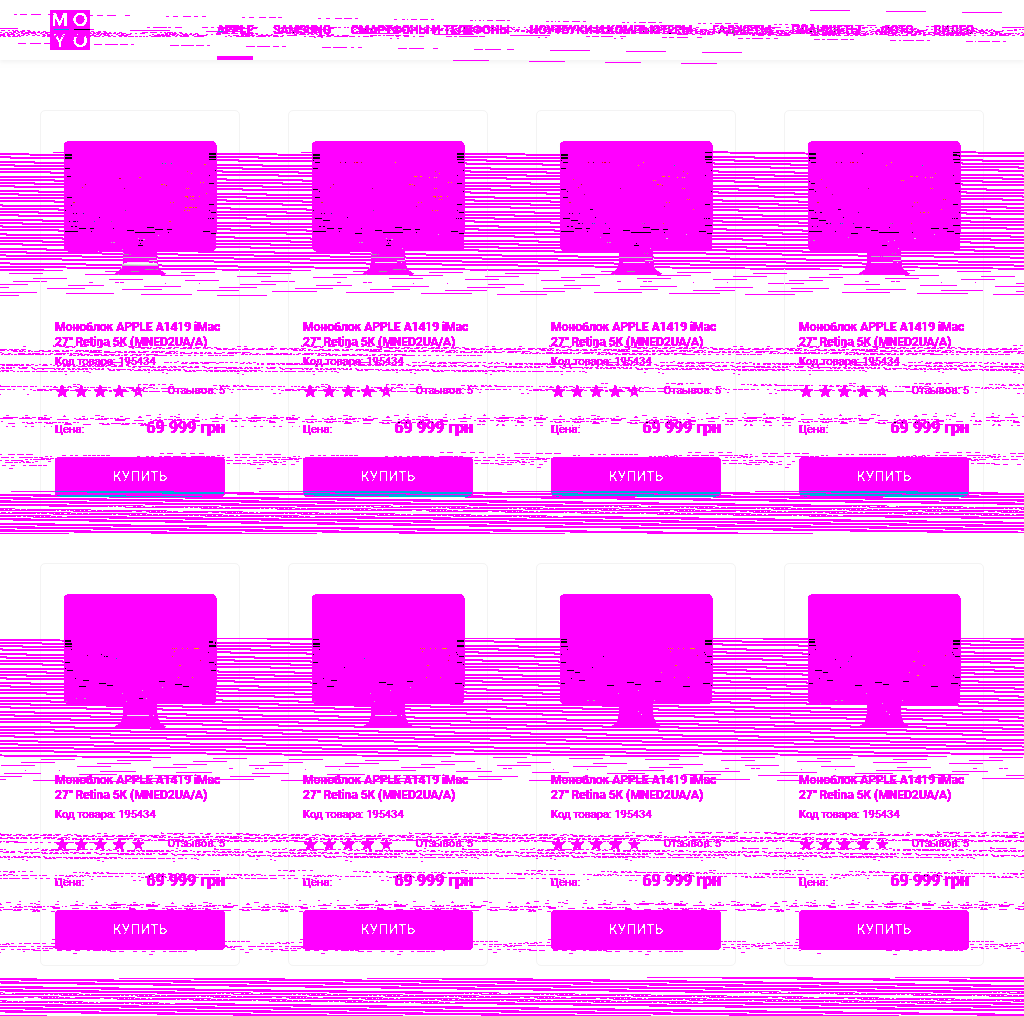 MO
YU
APPLE SAMSUNG СМАРТФОНЫ И ТЕЛЕФОНЫ НОУТБУКИ И КОМПЬЮТЕРЫ ГАДЖЕТЫ ПЛАНШЕТЫ ФОТО ВИДЕО
Моноблок APPLE A1419 iMac
27" Retina 5K (MNED2UA/A)
Код товара: 195434
Отзывов: 5
Цена: 69 999 грн
КУПИТЬ
Моноблок APPLE A1419 iMac
27" Retina 5K (MNED2UA/A)
Код товара: 195434
Отзывов: 5
Цена: 69 999 грн
КУПИТЬ
Моноблок APPLE A1419 iMac
27" Retina 5K (MNED2UA/A)
Код товара: 195434
Отзывов: 5
Цена: 69 999 грн
КУПИТЬ
Моноблок APPLE A1419 iMac
27" Retina 5K (MNED2UA/A)
Код товара: 195434
Отзывов: 5
Цена: 69 999 грн
КУПИТЬ
Моноблок APPLE A1419 iMac
27" Retina 5K (MNED2UA/A)
Код товара: 195434
Отзывов: 5
Цена: 69 999 грн
КУПИТЬ
Моноблок APPLE A1419 iMac
27" Retina 5K (MNED2UA/A)
Код товара: 195434
Отзывов: 5
Цена: 69 999 грн
КУПИТЬ
Моноблок APPLE A1419 iMac
27" Retina 5K (MNED2UA/A)
Код товара: 195434
Отзывов: 5
Цена: 69 999 грн
КУПИТЬ
Моноблок APPLE A1419 iMac
27" Retina 5K (MNED2UA/A)
Код товара: 195434
Отзывов: 5
Цена: 69 999 грн
КУПИТЬ